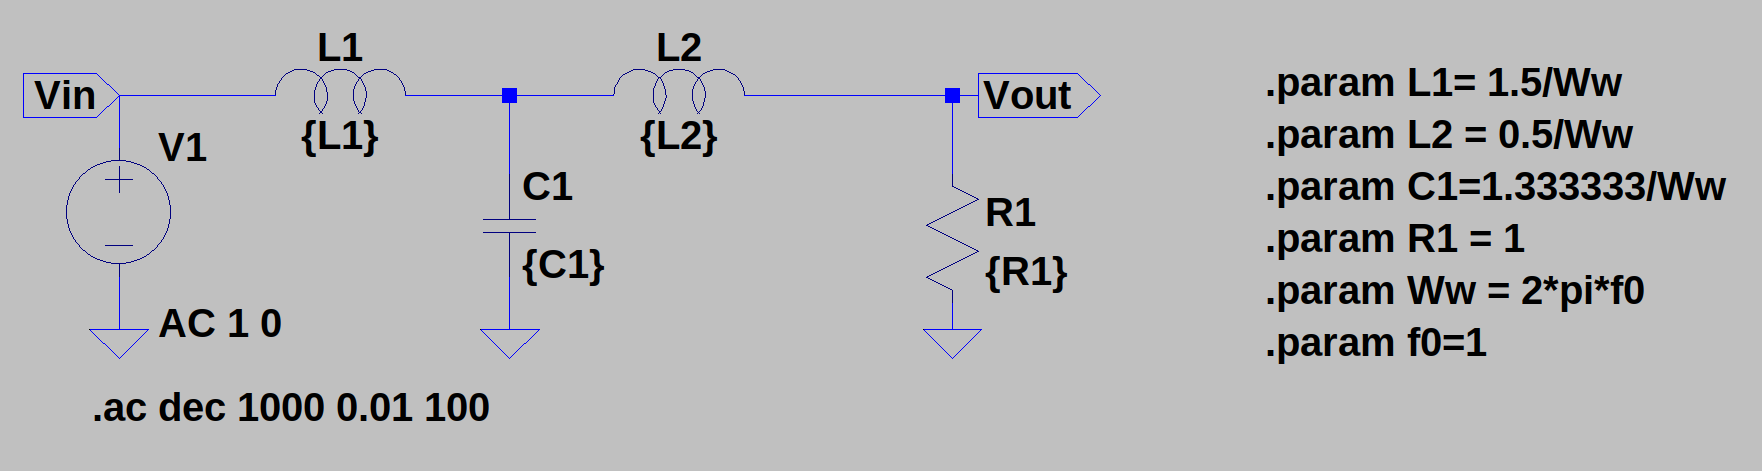 L1
L2
Vin
Vout
{L1}
{L2}
V1
C1
R1
{C1}
{R1}
AC 1 0
.ac dec 1000 0.01 100
.param L1= 1.5/Ww
.param L2 = 0.5/Ww
.param C1=1.333333/Ww
.param R1 = 1
.param Ww = 2*pi*f0
.param f0=1